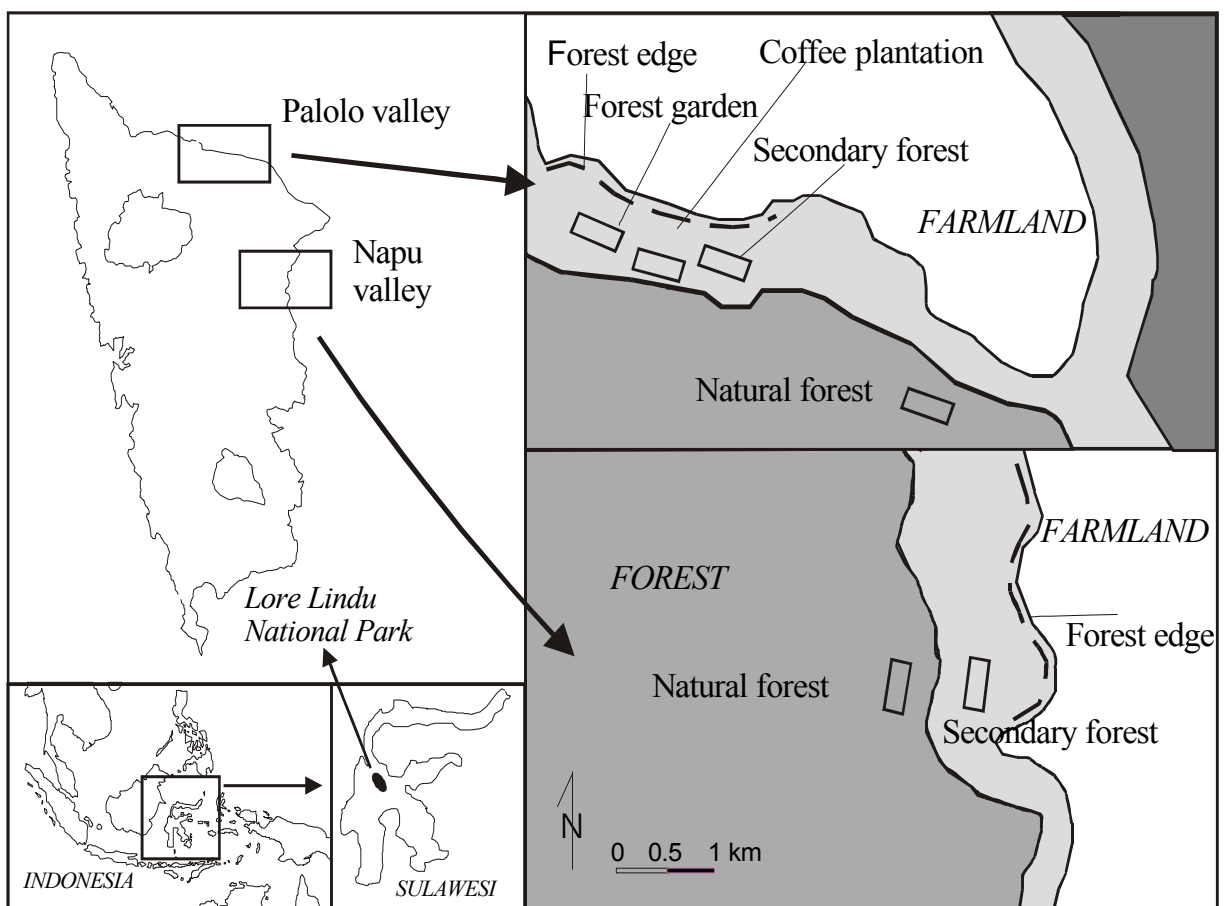 Palolo valley
Napu
valley
Lore Lindu
National Park
INDONESIA
SULAWESI
Forest edge
Coffee plantation
Forest garden
Secondary forest
FARMLAND
Natural forest
FARMLAND
FOREST
Forest edge
Natural forest
Secondary forest
N
0 0.5 1 km